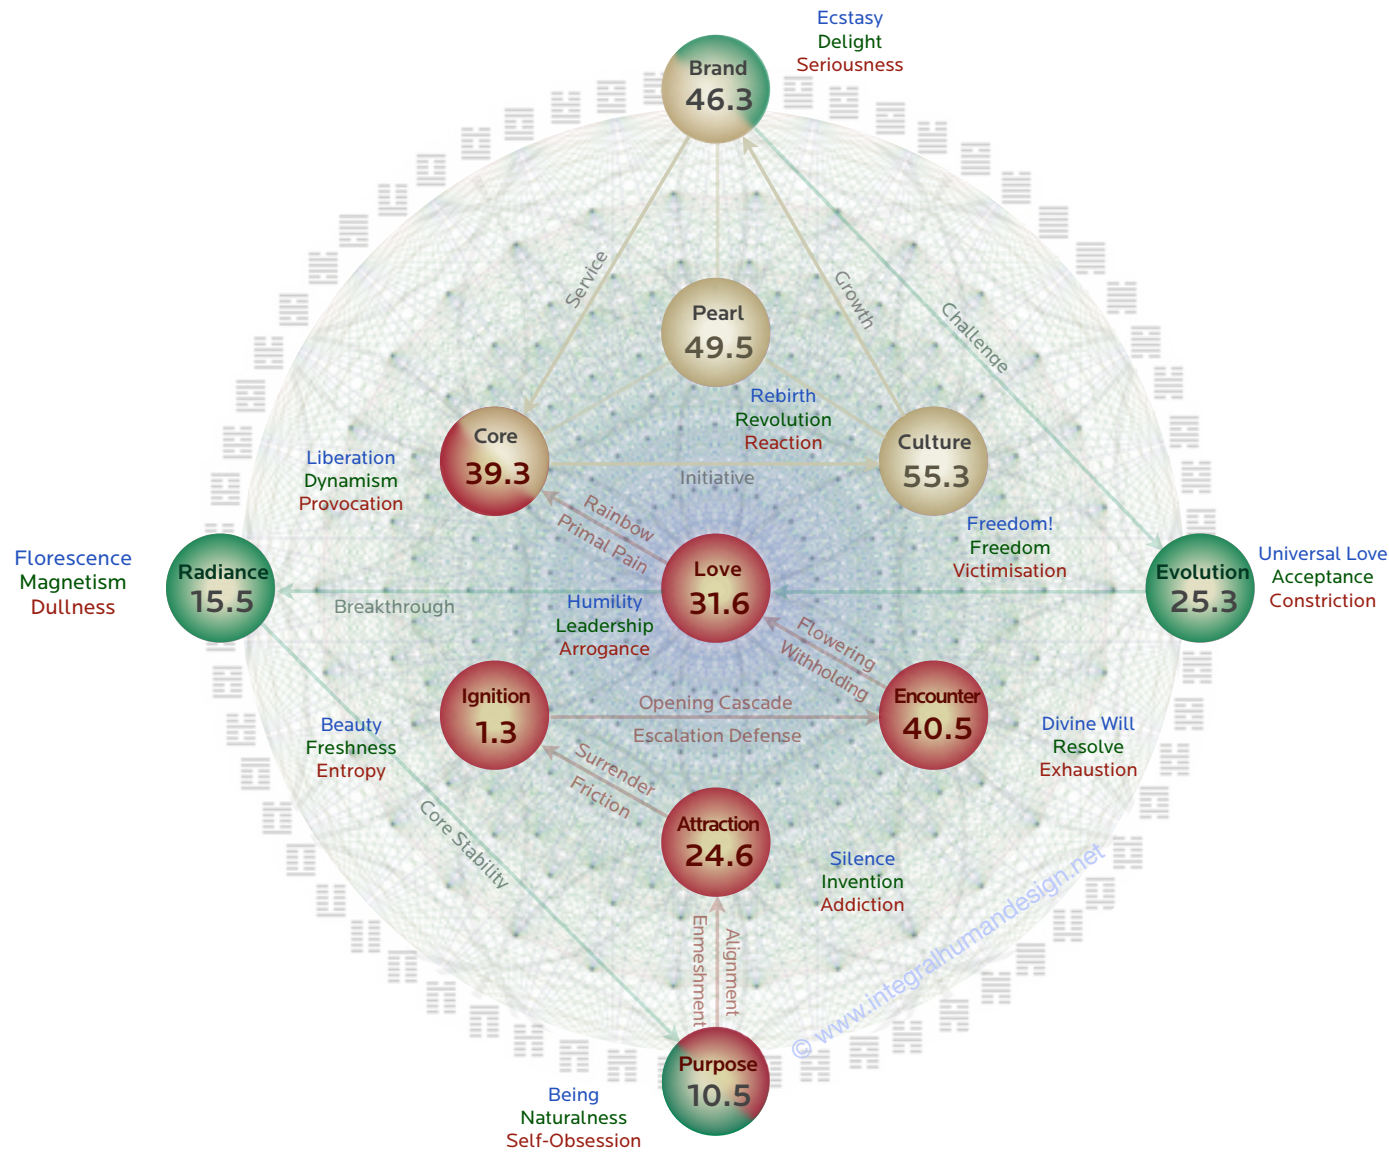 Ecstasy
Delight
Seriousness
Brand
46.3
Service
Growth
Challenge
Pearl
49.5
Rebirth
Revolution
Reaction
Core
39.3
Liberation
Dynamism
Provocation
Initiative
Culture
55.3
Freedom!
Freedom
Victimisation
Rainbow
Primal Pain
Florescence
Magnetism
Dullness
Radiance
15.5
Breakthrough
Love
31.6
Humility
Leadership
Arrogance
Evolution
25.3
Universal Love
Acceptance
Constriction
Flowering
Withholding
Ignition
1.3
Beauty
Freshness
Entropy
Opening Cascade
Escalation Defense
Encounter
40.5
Divine Will
Resolve
Exhaustion
Surrender
Friction
Core Stability
Attraction
24.6
Silence
Invention
Addiction
Enmeshment
Alignment
© www.integralhumandesign.net
Purpose
10.5
Being
Naturalness
Self-Obsession